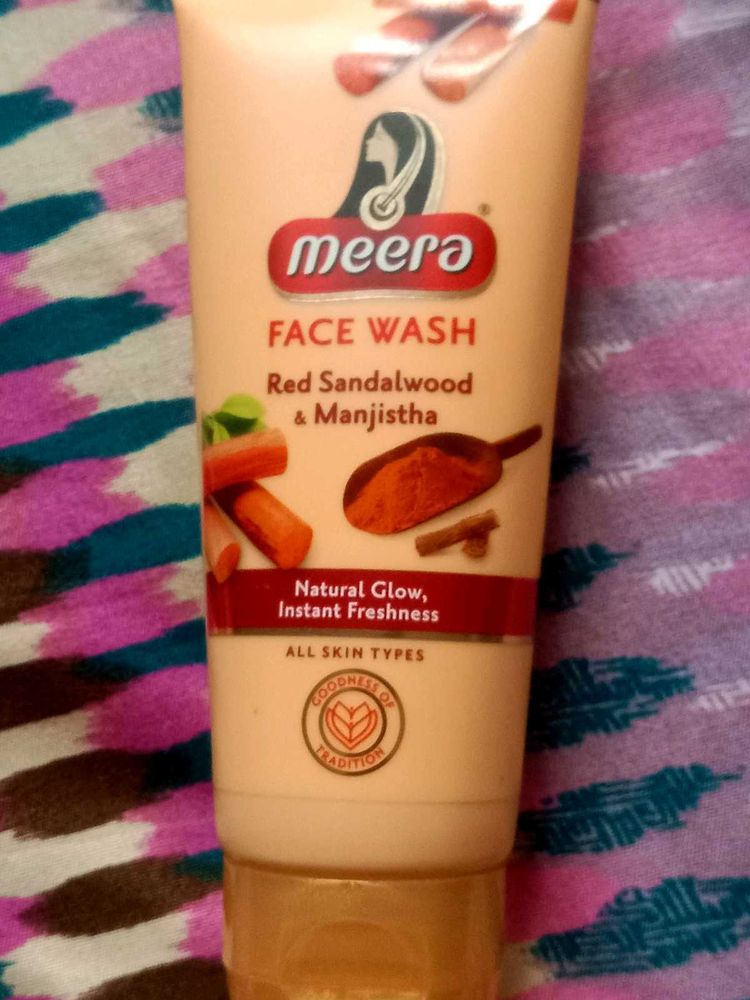 meera®
FACE WASH
Red Sandalwood
& Manjistha
Natural Glow,
Instant Freshness
ALL SKIN TYPES
GOODNESS OF
TRADITION